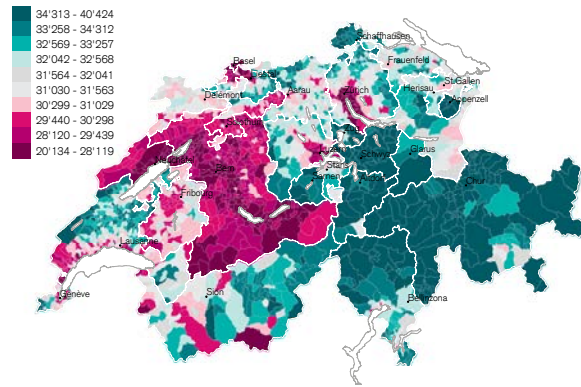 34'313 - 40'424
33'258 - 34'312
32'569 - 33'257
32'042 - 32'568
31'564 - 32'041
31'030 - 31'563
30'299 - 31'029
29'440 - 30'298
28'120 - 29'439
20'134 - 28'119
Schaffhausen
Basel
Frauenfeld
Liestal
Delémont
Aarau
Zürich
St.Gallen
Herisau
Appenzell
Solothurn
Zug
Luzern
Schwyz
Glarus
Neuchâtel
Bern
Stans
Sarnen
Altdorf
Chur
Fribourg
Lausanne
Sion
Genève
Bellinzona